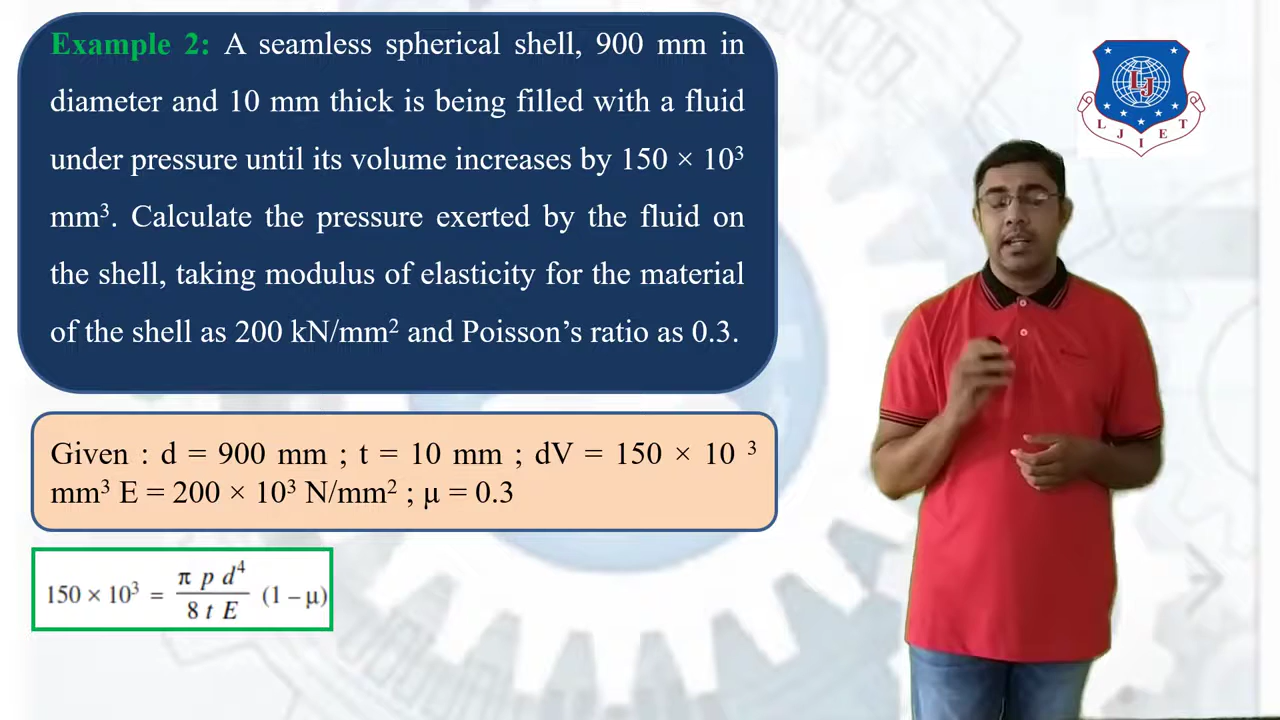 Example 2: A seamless spherical shell, 900 mm in
diameter and 10 mm thick is being filled with a fluid
under pressure until its volume increases by 150 × 10³
mm³. Calculate the pressure exerted by the fluid on
the shell, taking modulus of elasticity for the material
of the shell as 200 kN/mm² and Poisson’s ratio as 0.3.
Given : d = 900 mm ; t = 10 mm ; dV = 150 × 10 ³
mm³ E = 200 × 10³ N/mm² ; μ = 0.3
150 × 10³ = π p d⁴ / 8 t E (1 – μ)
LJ
L J I E T